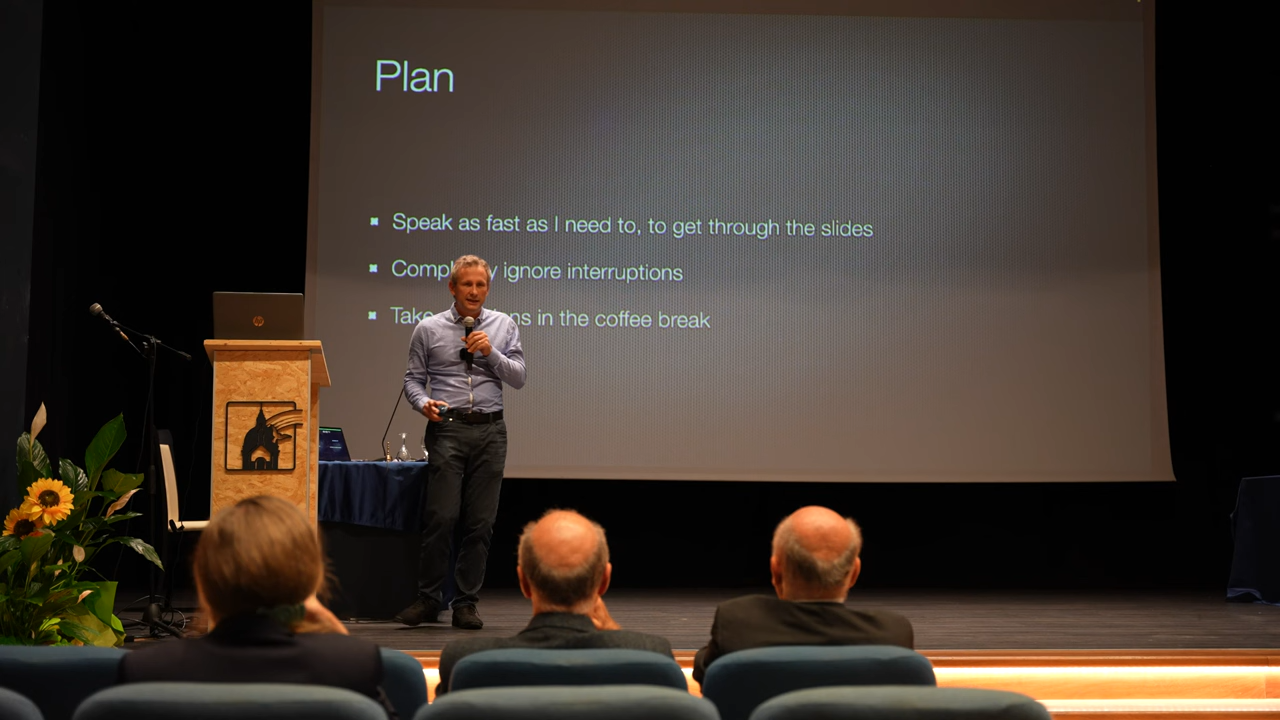 Plan
Speak as fast as I need to, to get through the slides
ignore interruptions
in the coffee break